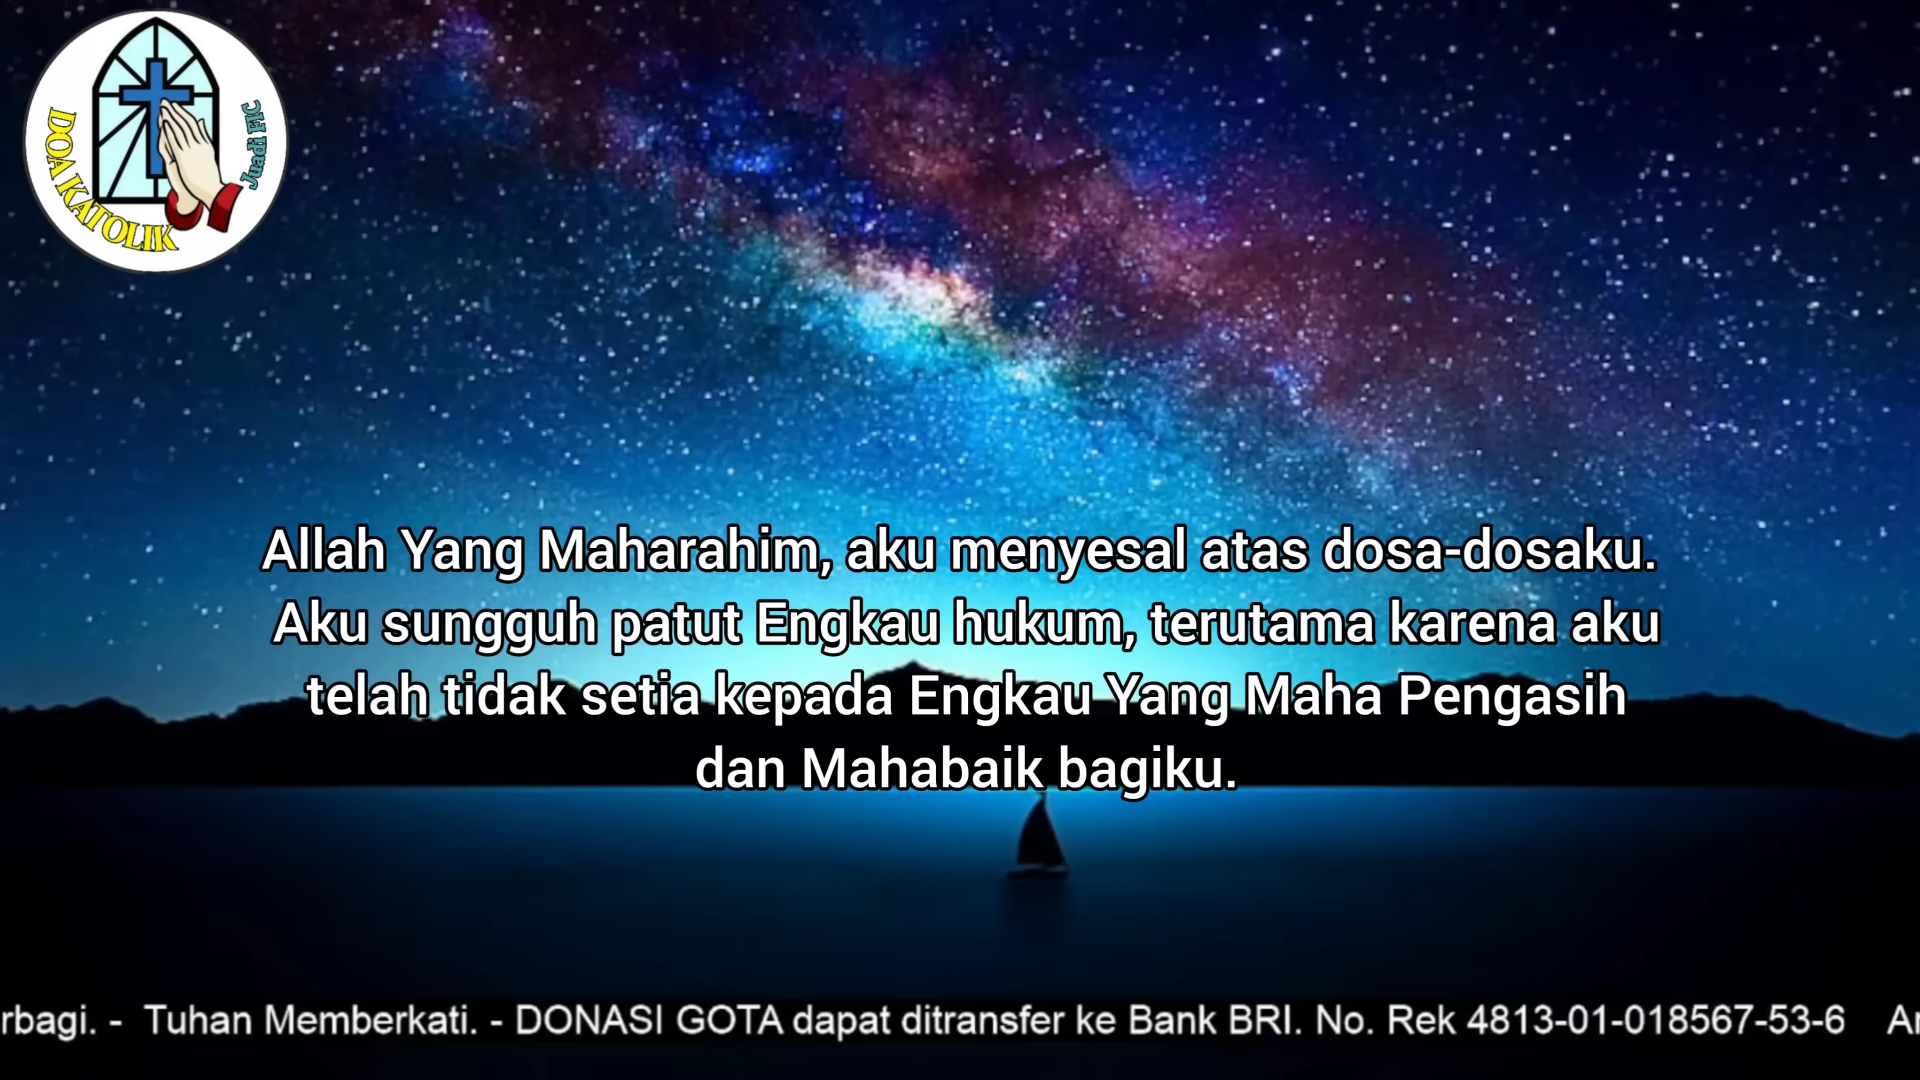 DOA KATOLIK
Juadi FIC
Allah Yang Maharahim, aku menyesal atas dosa-dosaku.
Aku sungguh patut Engkau hukum, terutama karena aku
telah tidak setia kepada Engkau Yang Maha Pengasih
dan Mahabaik bagiku.
rbagi. - Tuhan Memberkati. - DONASI GOTA dapat ditransfer ke Bank BRI. No. Rek 4813-01-018567-53-6